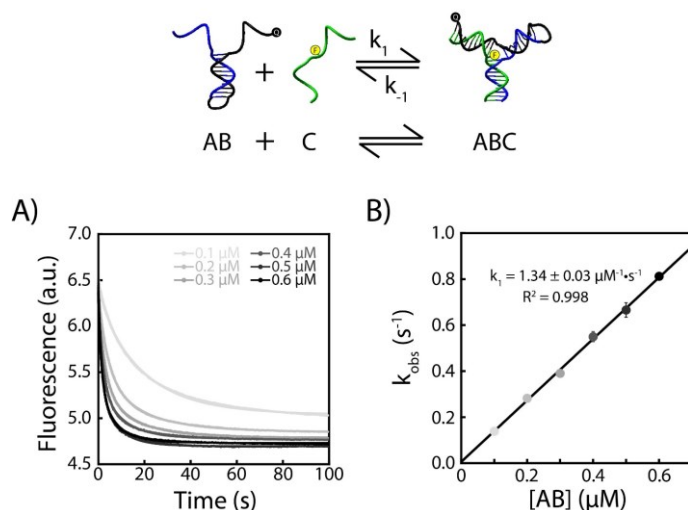 Q
F
k1
k-1
Q
F
AB + C ABC
A)
Fluorescence (a.u.)
7.0
6.5
6.0
5.5
5.0
4.5
0.1 μM 0.4 μM
0.2 μM 0.5 μM
0.3 μM 0.6 μM
0 20 40 60 80 100
Time (s)
B)
kobs (s-1)
1.0
0.8
0.6
0.4
0.2
0.0
k1 = 1.34 ± 0.03 μM-1•s-1
R2 = 0.998
0 0.2 0.4 0.6
[AB] (μM)